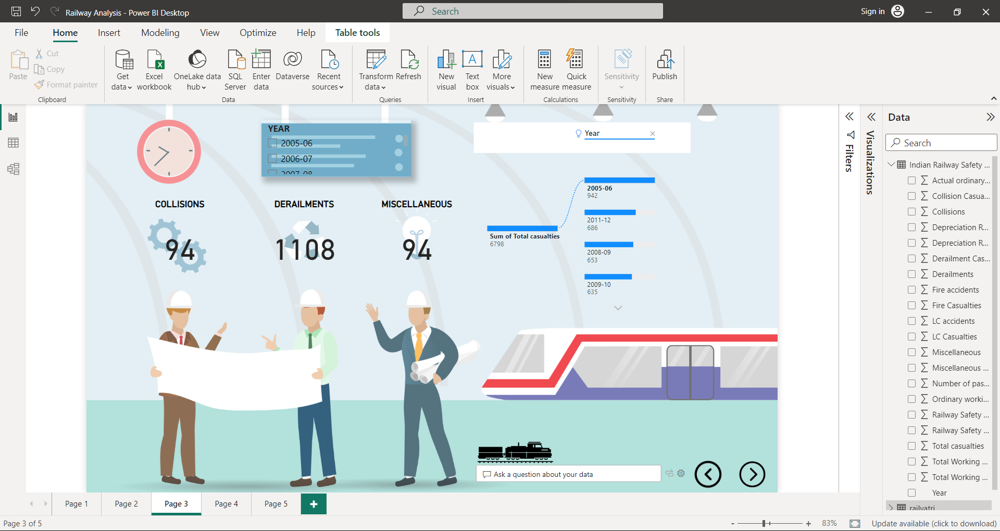 Railway Analysis - Power BI Desktop
Search
Sign in
File
Home
Insert
Modeling
View
Optimize
Help
Table tools
Paste
Cut
Copy
Format painter
Clipboard
Get data
Excel workbook
OneLake data hub
SQL Server
Enter data
Dataverse
Recent sources
Data
Transform data
Refresh
Queries
New visual
A
Text box
More visuals
Insert
New measure
Quick measure
Calculations
Sensitivity
Sensitivity
Publish
Share
YEAR
2005-06
2006-07
2007-08
COLLISIONS
94
DERAILMENTS
1108
MISCELLANEOUS
94
Year
Sum of Total casualties
6798
2005-06
942
2011-12
686
2008-09
653
2009-10
635
Ask a question about your data
Filters
Visualizations
Data
Search
Indian Railway Safety ...
Actual ordinary...
Collision Casua...
Collisions
Depreciation R...
Depreciation R...
Derailment Cas...
Derailments
Fire accidents
Fire Casualties
LC accidents
LC Casualties
Miscellaneous
Miscellaneous ...
Number of pas...
Ordinary worki...
Railway Safety ...
Railway Safety ...
Total casualties
Total Working ...
Total Working ...
Year
railyatri
Page 1
Page 2
Page 3
Page 4
Page 5
Page 3 of 5
83%
Update available (click to download)